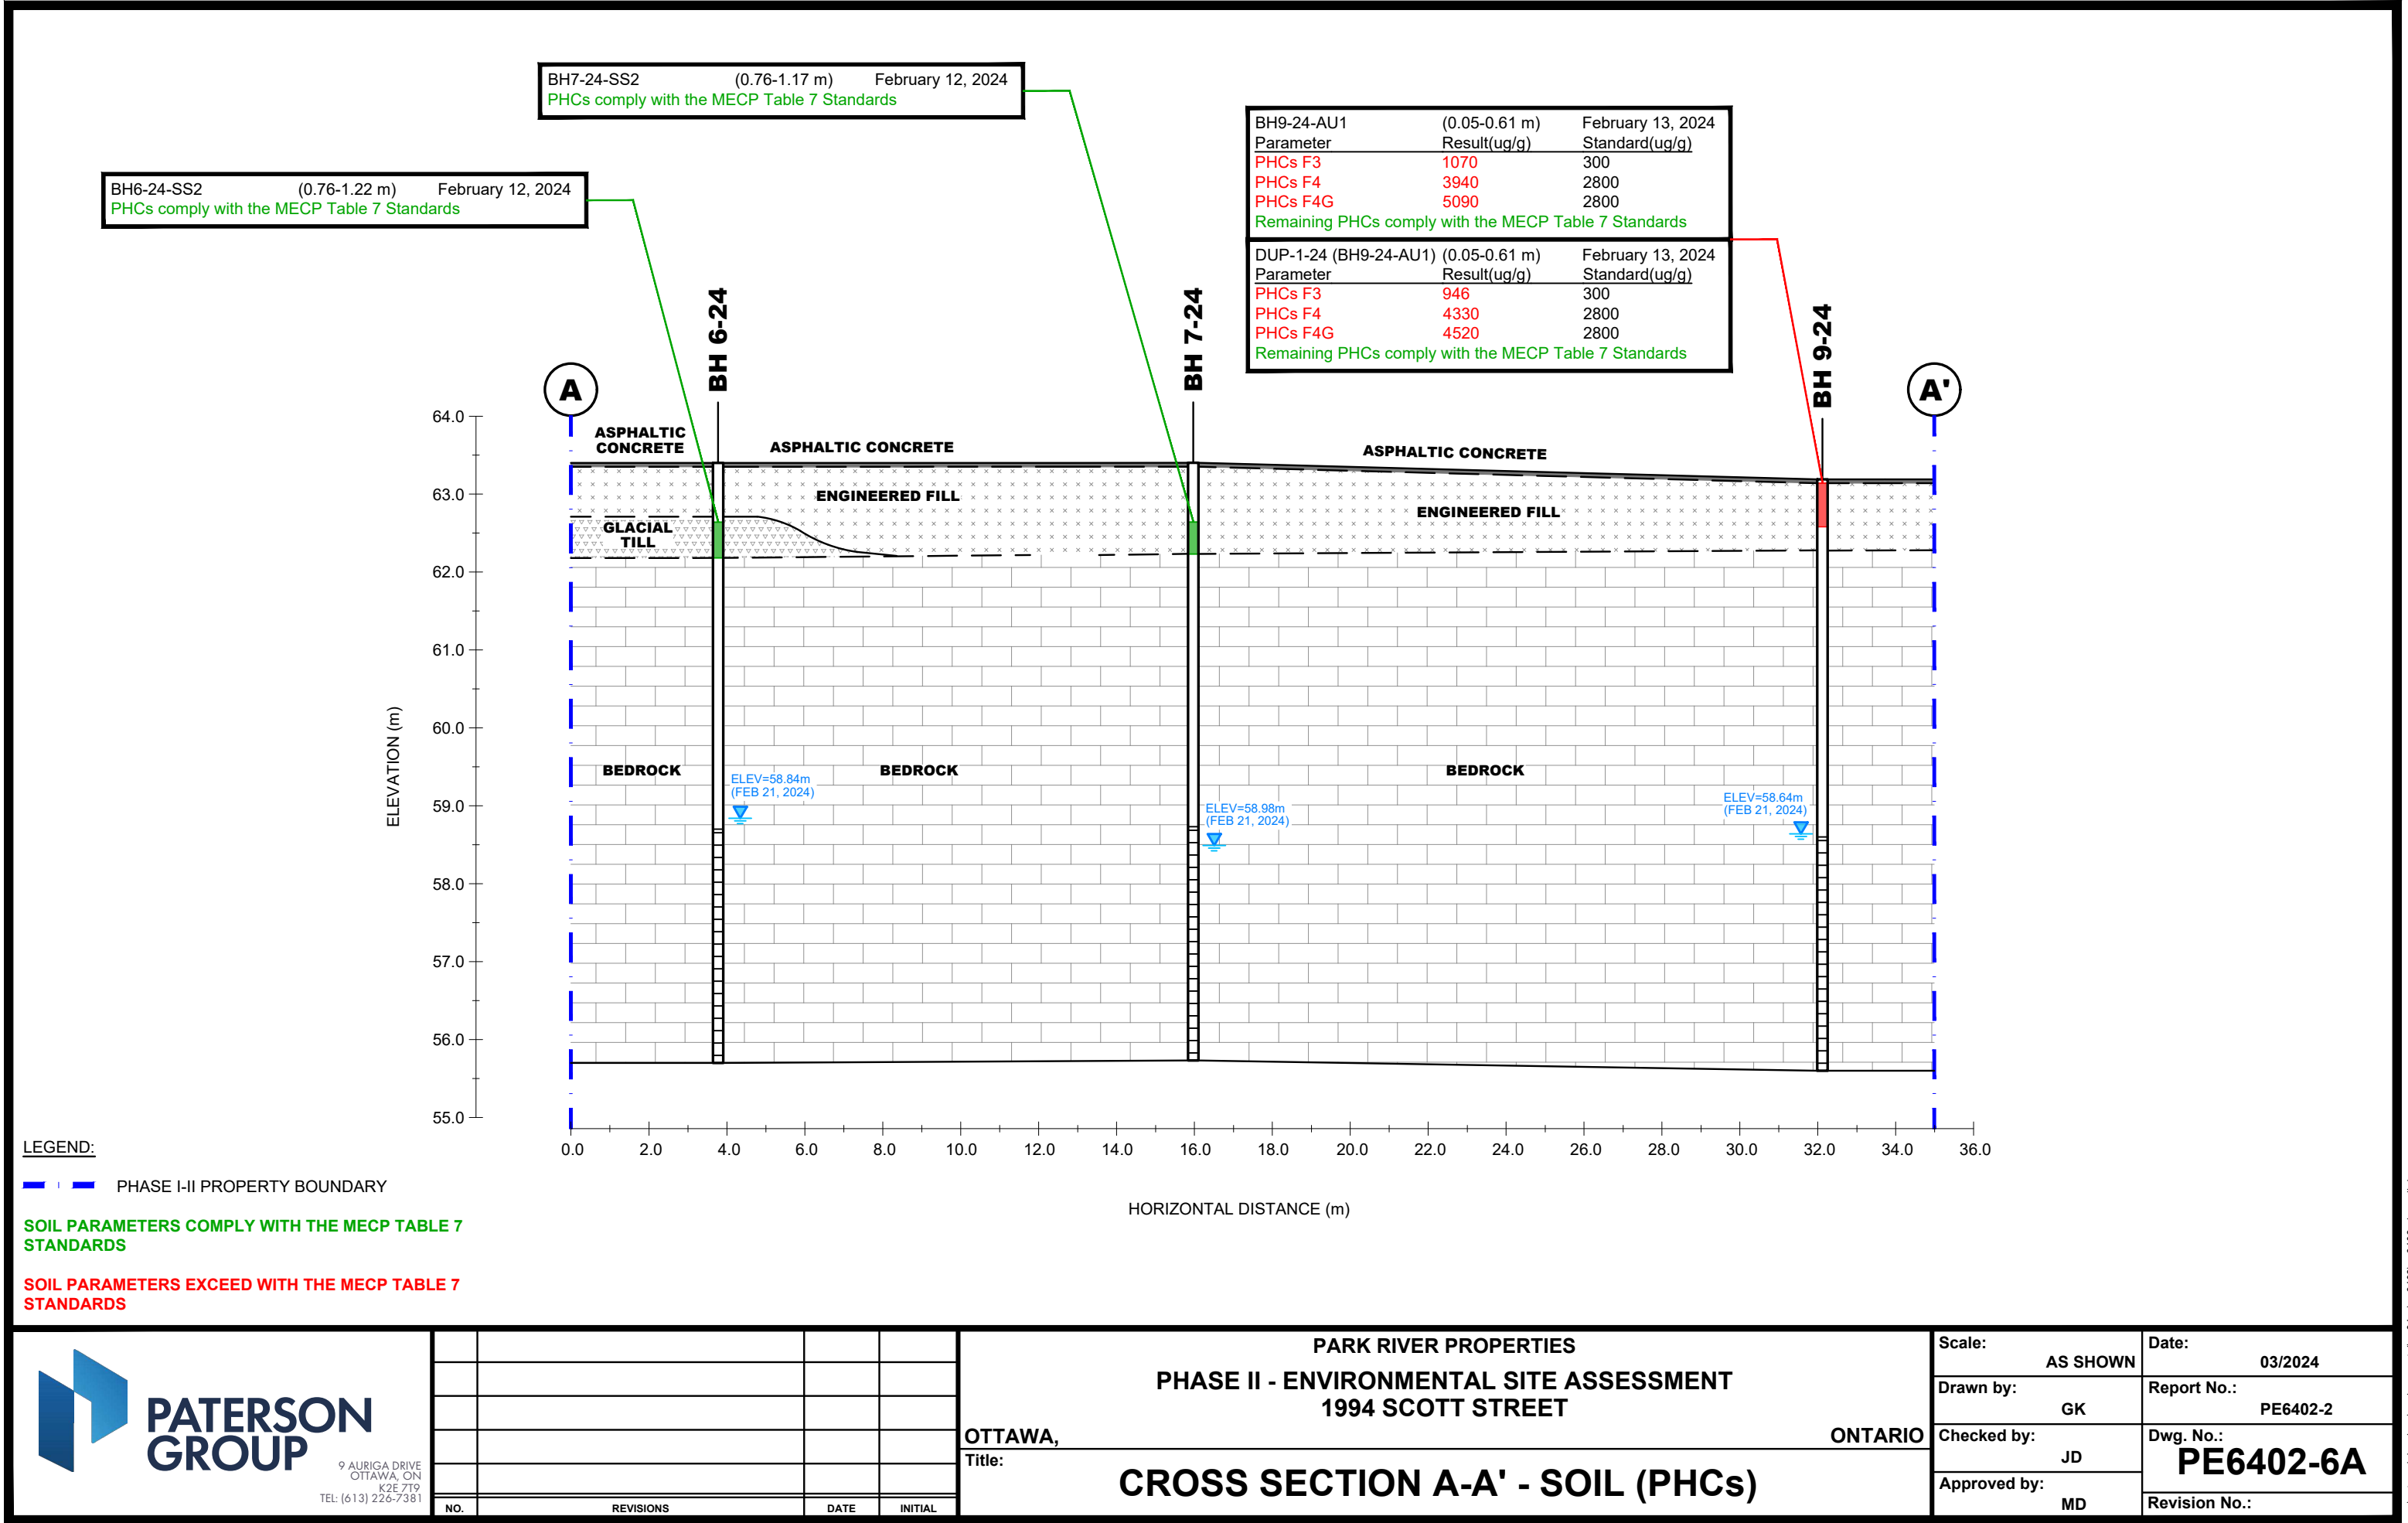 BH7-24-SS2 (0.76-1.17 m) February 12, 2024
PHCs comply with the MECP Table 7 Standards
BH9-24-AU1 (0.05-0.61 m) February 13, 2024
Parameter Result(ug/g) Standard(ug/g)
PHCs F3 1070 300
PHCs F4 3940 2800
PHCs F4G 5090 2800
Remaining PHCs comply with the MECP Table 7 Standards
DUP-1-24 (BH9-24-AU1) (0.05-0.61 m) February 13, 2024
Parameter Result(ug/g) Standard(ug/g)
PHCs F3 946 300
PHCs F4 4330 2800
PHCs F4G 4520 2800
Remaining PHCs comply with the MECP Table 7 Standards
BH6-24-SS2 (0.76-1.22 m) February 12, 2024
PHCs comply with the MECP Table 7 Standards
BH 6-24
BH 7-24
BH 9-24
A
A'
ASPHALTIC
CONCRETE
ASPHALTIC CONCRETE
ASPHALTIC CONCRETE
ENGINEERED FILL
ENGINEERED FILL
GLACIAL
TILL
BEDROCK
BEDROCK
BEDROCK
ELEV=58.84m
(FEB 21, 2024)
ELEV=58.98m
(FEB 21, 2024)
ELEV=58.64m
(FEB 21, 2024)
ELEVATION (m)
64.0
63.0
62.0
61.0
60.0
59.0
58.0
57.0
56.0
55.0
0.0 2.0 4.0 6.0 8.0 10.0 12.0 14.0 16.0 18.0 20.0 22.0 24.0 26.0 28.0 30.0 32.0 34.0 36.0
HORIZONTAL DISTANCE (m)
LEGEND:
PHASE I-II PROPERTY BOUNDARY
SOIL PARAMETERS COMPLY WITH THE MECP TABLE 7
STANDARDS
SOIL PARAMETERS EXCEED WITH THE MECP TABLE 7
STANDARDS
PATERSON
GROUP
9 AURIGA DRIVE
OTTAWA, ON
K2E 7T9
TEL: (613) 226-7381
NO. REVISIONS DATE INITIAL
PARK RIVER PROPERTIES
PHASE II - ENVIRONMENTAL SITE ASSESSMENT
1994 SCOTT STREET
OTTAWA, ONTARIO
Title:
CROSS SECTION A-A' - SOIL (PHCs)
Scale:
AS SHOWN
Date:
03/2024
Drawn by:
GK
Report No.:
PE6402-2
Checked by:
JD
Dwg. No.:
PE6402-6A
Approved by:
MD
Revision No.: